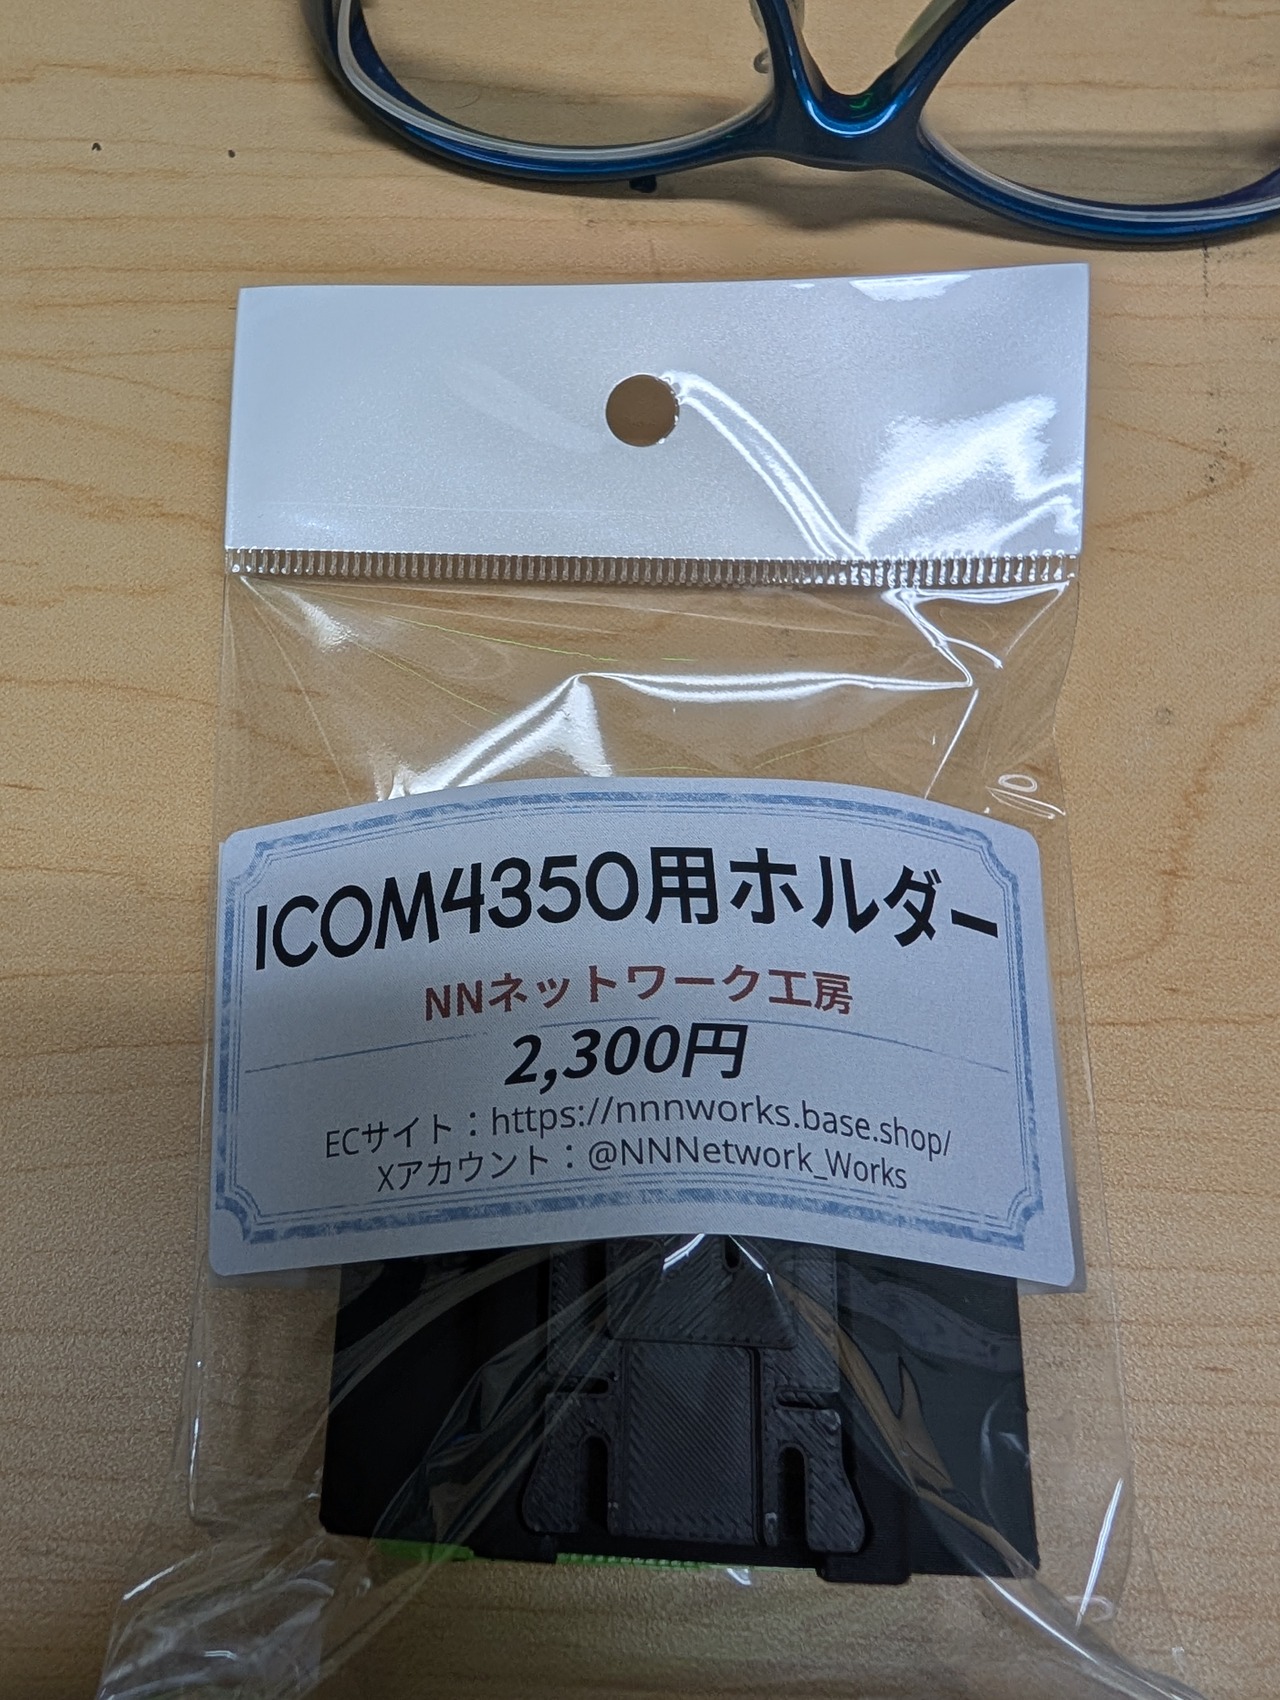 ICOM4350用ホルダー
NNネットワーク工房
2,300円
ECサイト：https://nnnworks.base.shop/
Xアカウント：@NNNetwork_Works